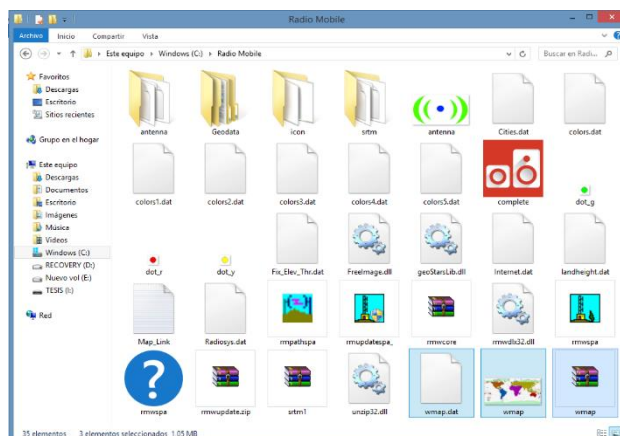 Radio Mobile
Archivo Inicio Compartir Vista
Este equipo Windows (C:) Radio Mobile
Buscar en Radi...
Favoritos
Descargas
Escritorio
Sitios recientes
Grupo en el hogar
Este equipo
Descargas
Documentos
Escritorio
Imágenes
Música
Videos
Windows (C:)
RECOVERY (D:)
Nuevo vol (E:)
TESIS (I:)
Red
antenna Geodata icon srtm antenna Cities.dat colors.dat
colors1.dat colors2.dat colors3.dat colors4.dat colors5.dat complete dot_g
dot_r dot_y Fix_Elev_Thr.dat FreeImage.dll geoStarsLib.dll Internet.dat landheight.dat
Map_Link Radiosys.dat rmpathspa rmupdatespa_ rmwcore rmwdlx32.dll rmwspa
rmwspa rmwupdate.zip srtm1 unzip32.dll wmap.dat wmap wmap
35 elementos 3 elementos seleccionados 1,05 MB